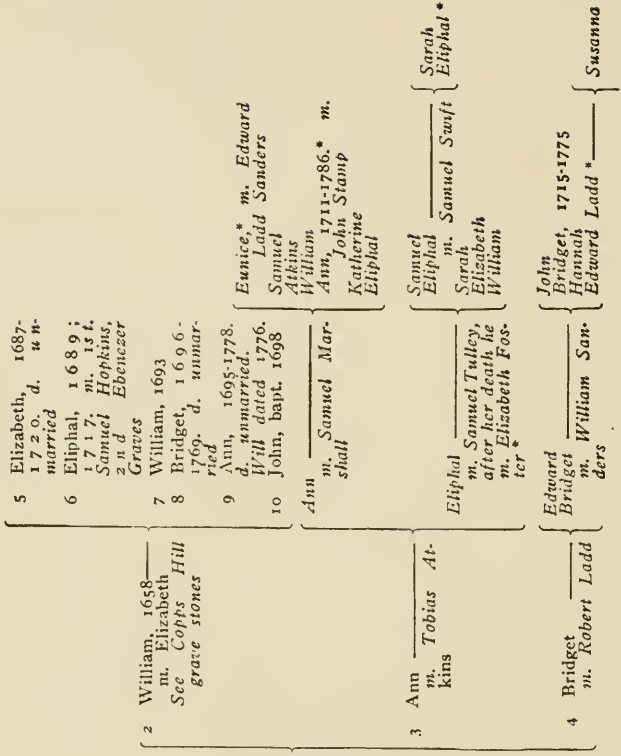 2 William, 1658—
m. Elizabeth
See Copps Hill
grave stones
5 Elizabeth, 1687-
1720. d. un-
married
6 Eliphal, 1689;
1717. m. 1st.
Samuel Hopkins,
2nd Ebenezer
Graves
7 William, 1693
8 Bridget, 1696-
1769. d. unmar-
ried
9 Ann, 1695-1778.
d. unmarried.
Will dated 1776.
10 John, bapt. 1698
3 Ann
m. Tobias At-
kins
Ann
m. Samuel Mar-
shall
Eunice,* m. Edward
Ladd Sanders
Samuel
Atkins
William
Ann, 1711-1786.* m.
John Stamp
Katherine
Eliphal
Eliphal
m. Samuel Tulley,
after her death he
m. Elizabeth Fos-
ter*
Samuel
Eliphal
m. Samuel Swift
Sarah
Elizabeth
William
Sarah
Eliphal*
4 Bridget
m. Robert Ladd
Edward
Bridget
m. William San-
ders
John
Bridget, 1715-1775
Hannah
Edward Ladd*
Susanna